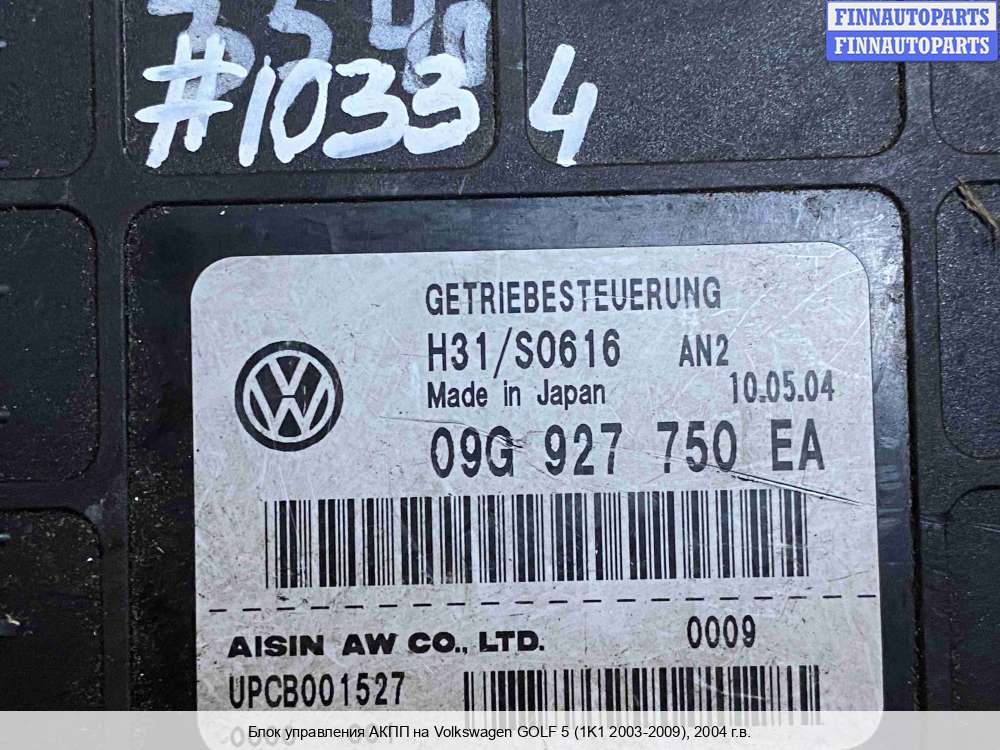 FINNAUTOPARTS
FINNAUTOPARTS
#1033 4
GETRIEBESTEUERUNG
H31/S0616 AN2
Made in Japan 10.05.04
09G 927 750 EA
AISIN AW CO., LTD. 0009
UPCB001527
Блок управления АКПП на Volkswagen GOLF 5 (1K1 2003-2009), 2004 г.в.